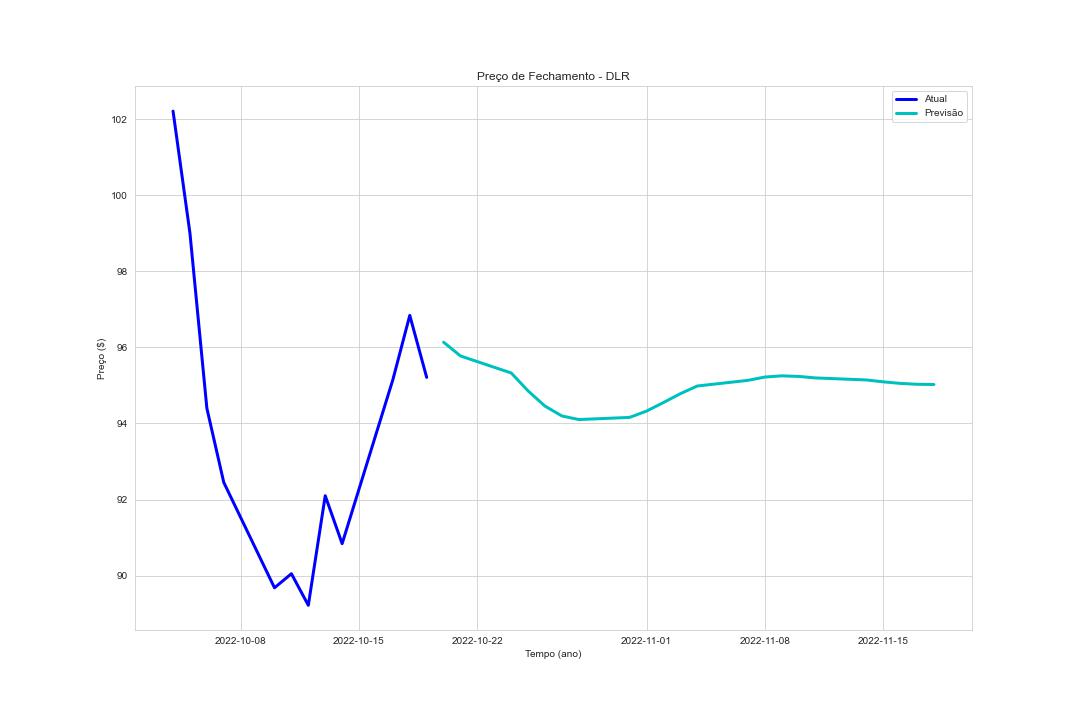 Preço de Fechamento - DLR
Atual
Previsão
102
100
98
96
94
92
90
Preço ($)
2022-10-08
2022-10-15
2022-10-22
2022-11-01
2022-11-08
2022-11-15
Tempo (ano)